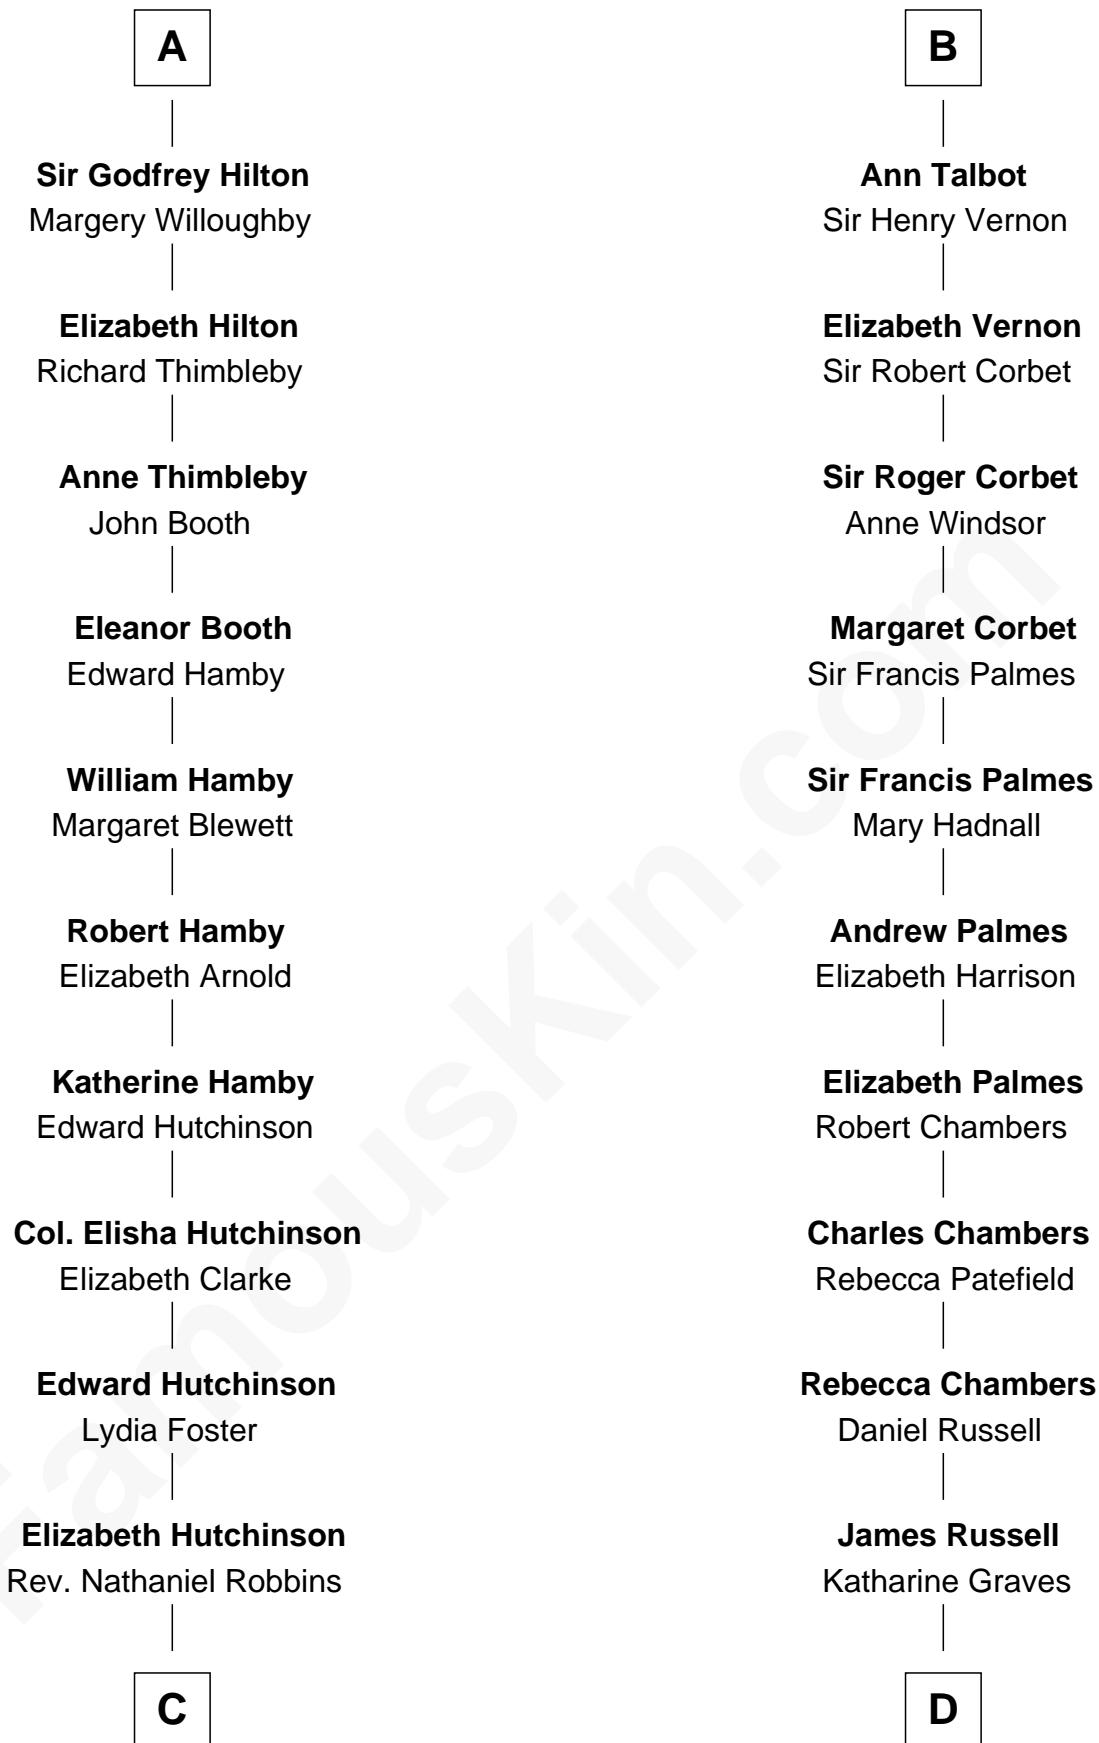 A
Sir Godfrey Hilton
Margery Willoughby
Elizabeth Hilton
Richard Thimbleby
Anne Thimbleby
John Booth
Eleanor Booth
Edward Hamby
William Hamby
Margaret Blewett
Robert Hamby
Elizabeth Arnold
Katherine Hamby
Edward Hutchinson
Col. Elisha Hutchinson
Elizabeth Clarke
Edward Hutchinson
Lydia Foster
Elizabeth Hutchinson
Rev. Nathaniel Robbins
C
B
Ann Talbot
Sir Henry Vernon
Elizabeth Vernon
Sir Robert Corbet
Sir Roger Corbet
Anne Windsor
Margaret Corbet
Sir Francis Palmes
Sir Francis Palmes
Mary Hadnall
Andrew Palmes
Elizabeth Harrison
Elizabeth Palmes
Robert Chambers
Charles Chambers
Rebecca Patefield
Rebecca Chambers
Daniel Russell
James Russell
Katharine Graves
D
FamousKin.com